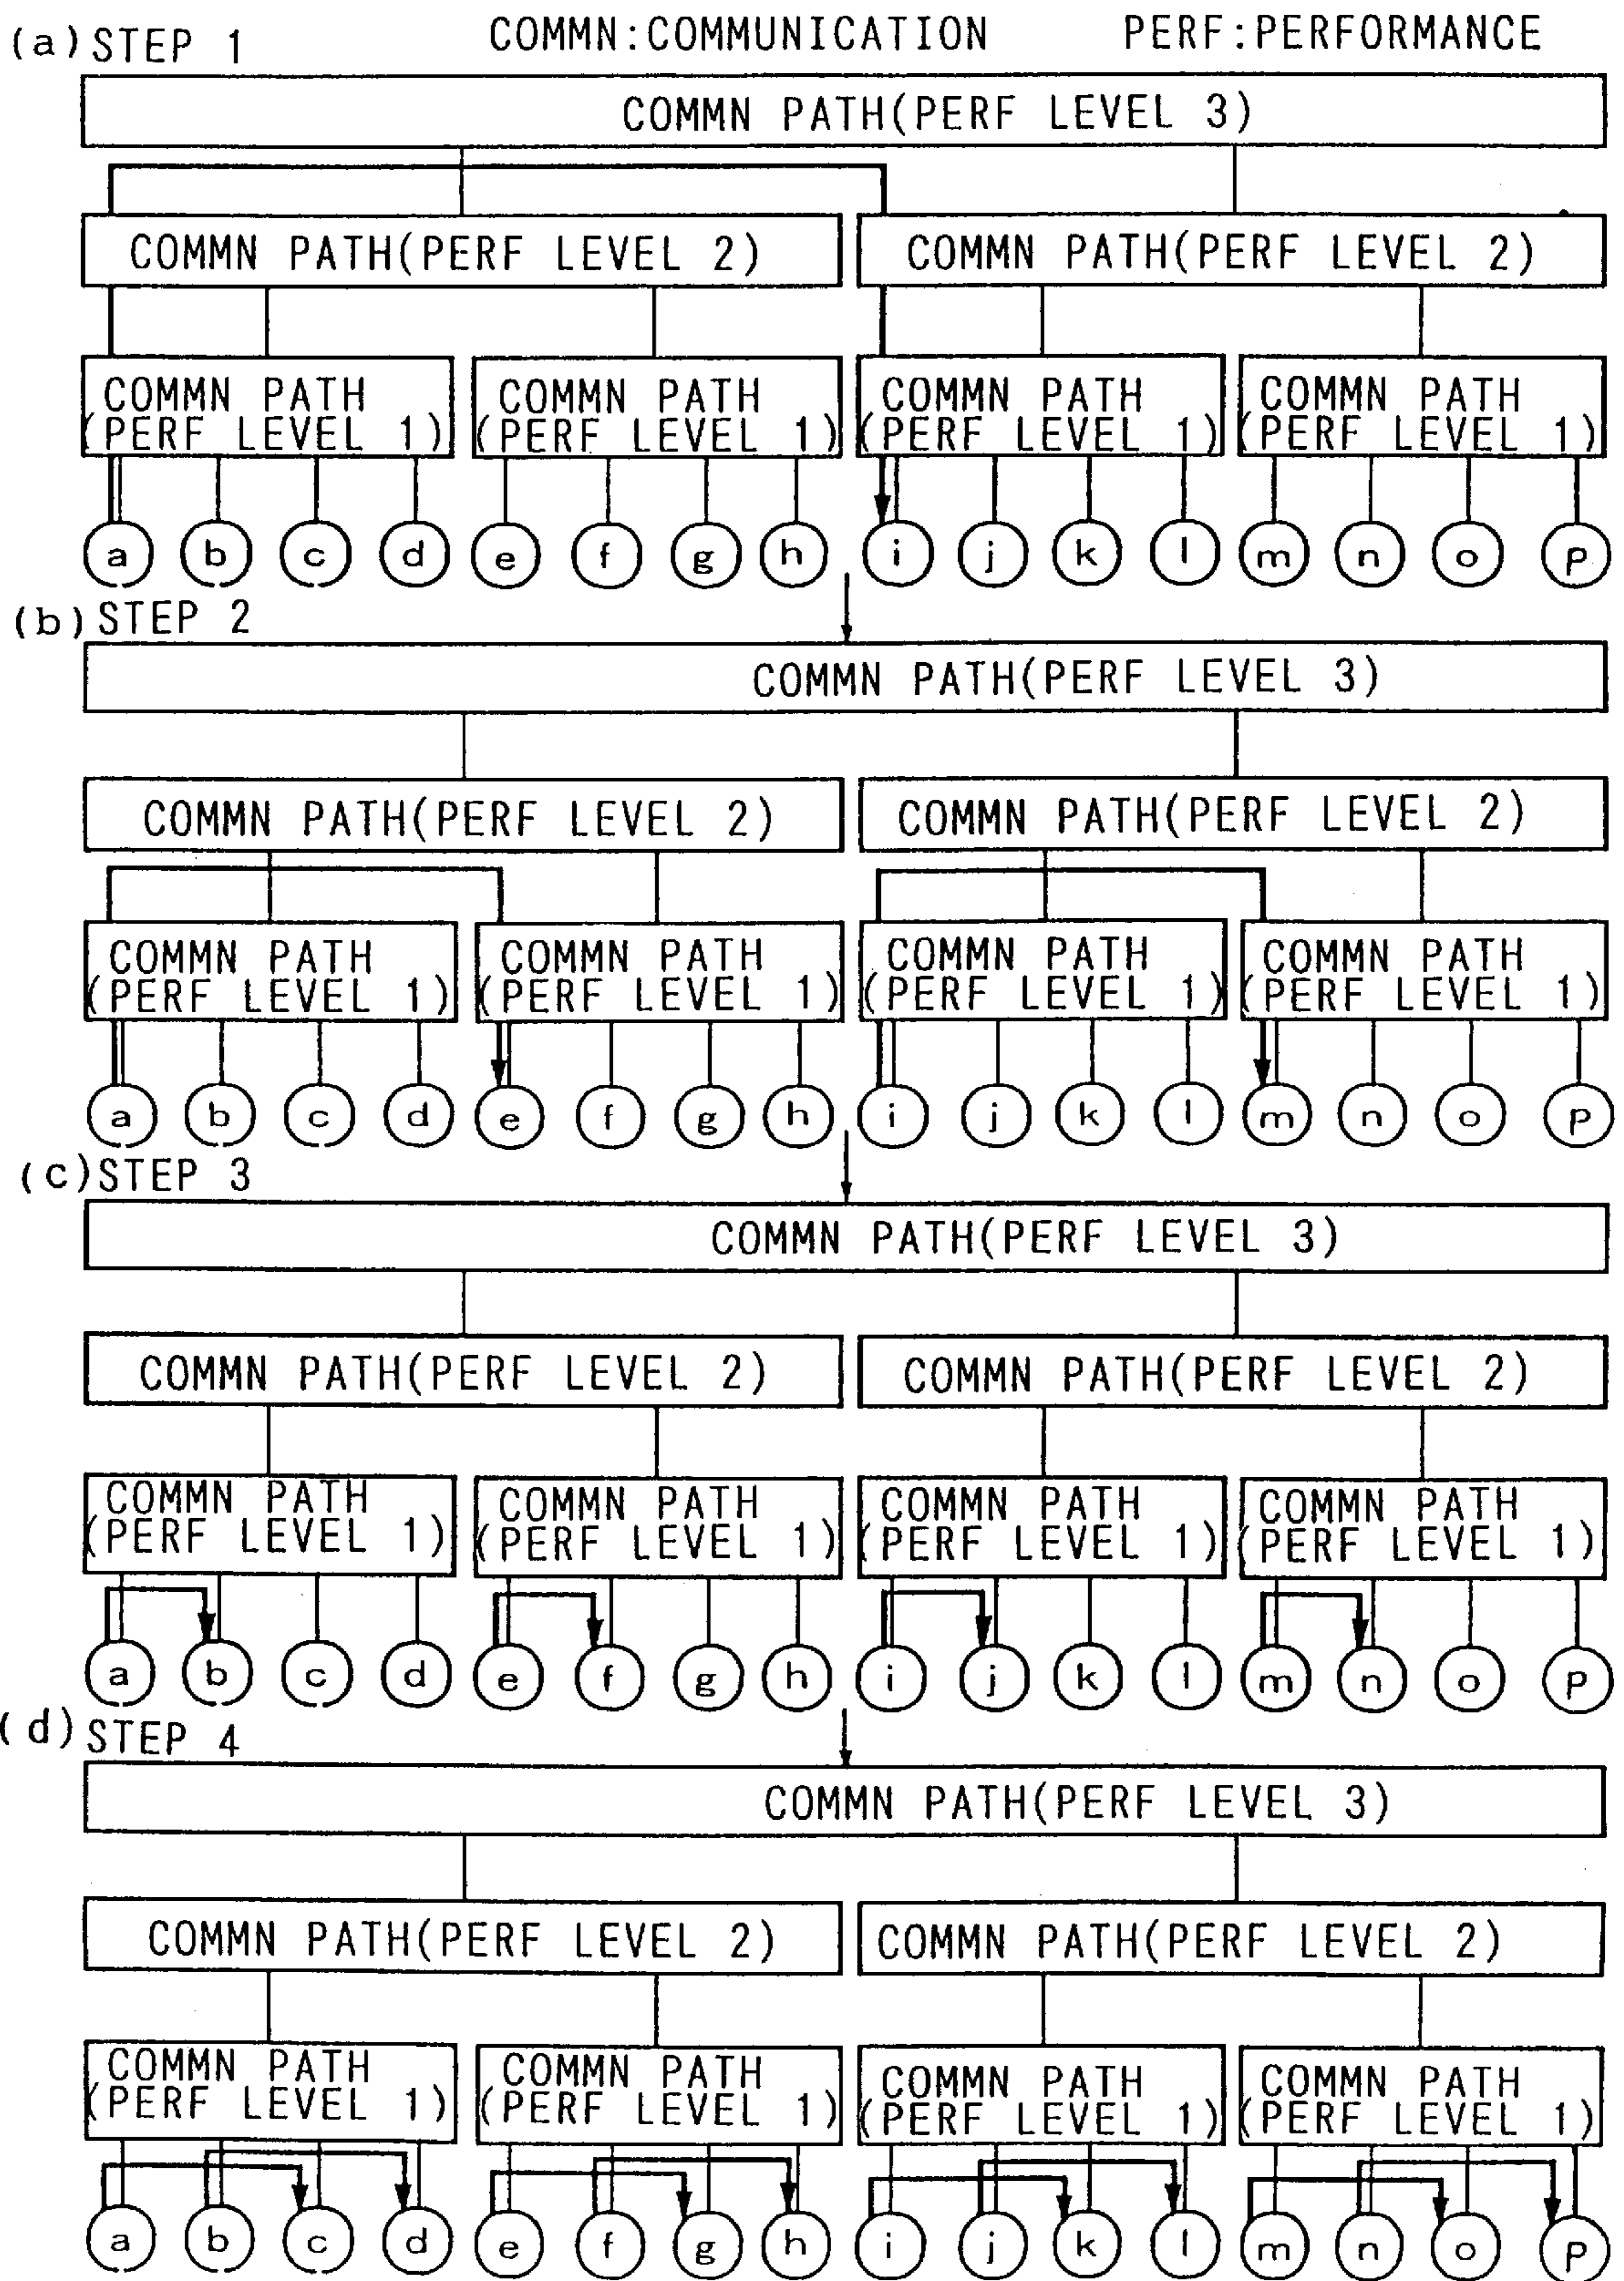 (a) STEP 1 COMMN:COMMUNICATION PERF:PERFORMANCE
COMMN PATH(PERF LEVEL 3)
COMMN PATH(PERF LEVEL 2) COMMN PATH(PERF LEVEL 2)
COMMN PATH COMMN PATH COMMN PATH COMMN PATH
(PERF LEVEL 1) (PERF LEVEL 1) (PERF LEVEL 1) (PERF LEVEL 1)
a b c d e f g h i j k l m n o p
(b) STEP 2
COMMN PATH(PERF LEVEL 3)
COMMN PATH(PERF LEVEL 2) COMMN PATH(PERF LEVEL 2)
COMMN PATH COMMN PATH COMMN PATH COMMN PATH
(PERF LEVEL 1) (PERF LEVEL 1) (PERF LEVEL 1) (PERF LEVEL 1)
a b c d e f g h i j k l m n o p
(c) STEP 3
COMMN PATH(PERF LEVEL 3)
COMMN PATH(PERF LEVEL 2) COMMN PATH(PERF LEVEL 2)
COMMN PATH COMMN PATH COMMN PATH COMMN PATH
(PERF LEVEL 1) (PERF LEVEL 1) (PERF LEVEL 1) (PERF LEVEL 1)
a b c d e f g h i j k l m n o p
(d) STEP 4
COMMN PATH(PERF LEVEL 3)
COMMN PATH(PERF LEVEL 2) COMMN PATH(PERF LEVEL 2)
COMMN PATH COMMN PATH COMMN PATH COMMN PATH
(PERF LEVEL 1) (PERF LEVEL 1) (PERF LEVEL 1) (PERF LEVEL 1)
a b c d e f g h i j k l m n o p